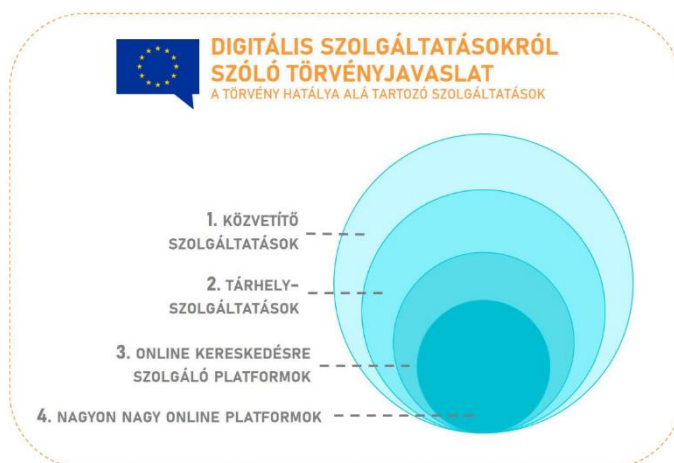 DIGITÁLIS SZOLGÁLTATÁSOKRÓL
SZÓLÓ TÖRVÉNYJAVASLAT
A TÖRVÉNY HATÁLYA ALÁ TARTOZÓ SZOLGÁLTATÁSOK
1. KÖZVETÍTŐ
SZOLGÁLTATÁSOK
2. TÁRHELY-
SZOLGÁLTATÁSOK
3. ONLINE KERESKEDÉSRE
SZOLGÁLÓ PLATFORMOK
4. NAGYON NAGY ONLINE PLATFORMOK